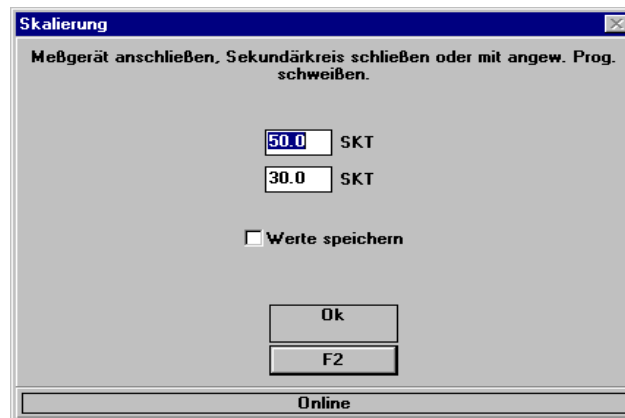 Skalierung
Meßgerät anschließen, Sekundärkreis schließen oder mit angew. Prog.
schweißen.
50.0 SKT
30.0 SKT
Werte speichern
Ok
F2
Online